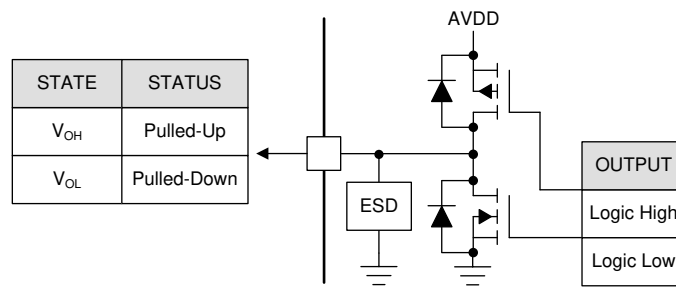 AVDD
STATE STATUS
V_OH Pulled-Up
V_OL Pulled-Down
ESD
OUTPUT
Logic High
Logic Low